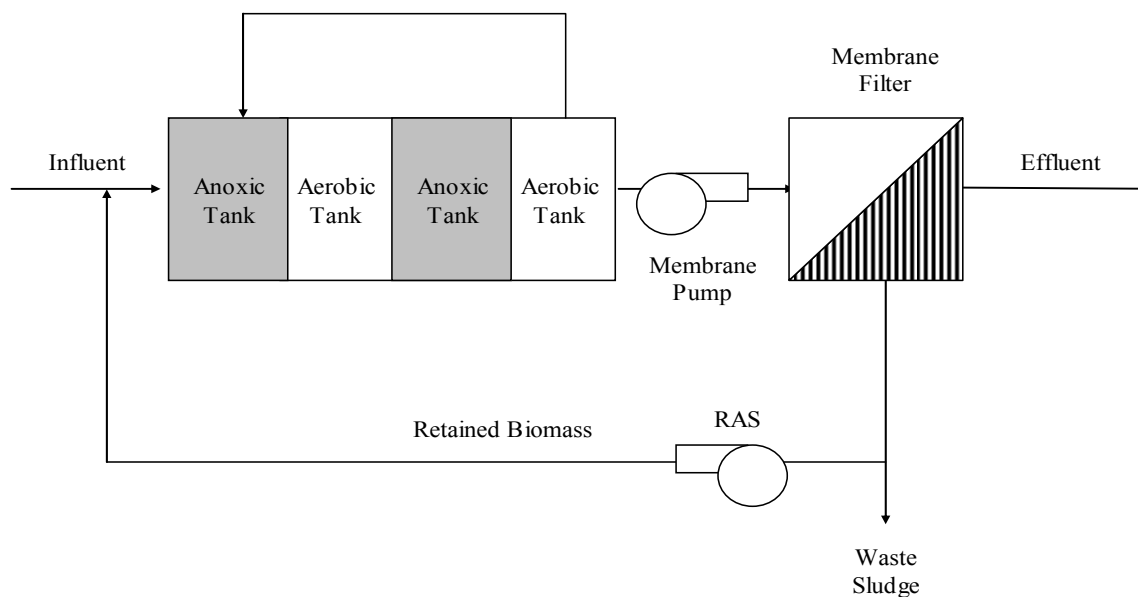 Membrane
Filter
Influent
Anoxic
Tank
Aerobic
Tank
Anoxic
Tank
Aerobic
Tank
Effluent
Membrane
Pump
Retained Biomass
RAS
Waste
Sludge